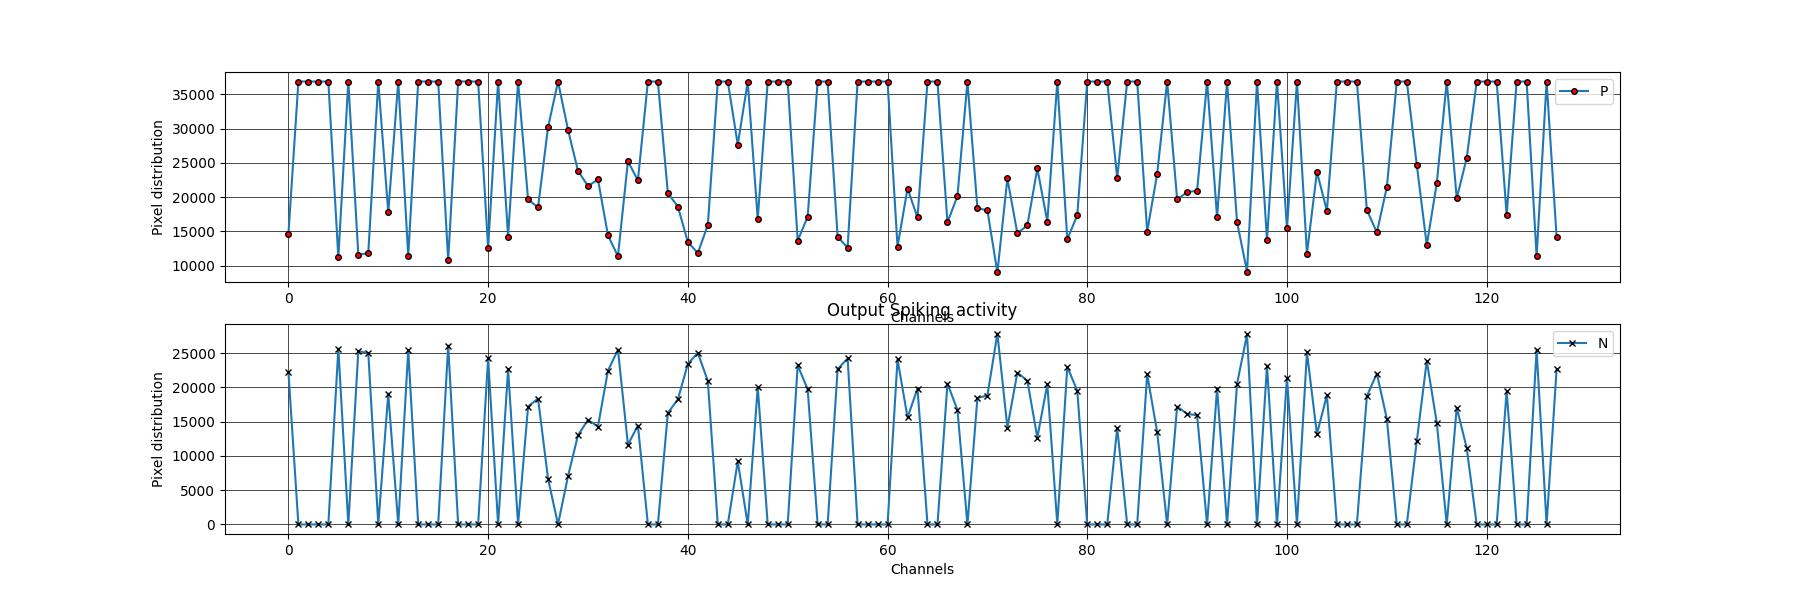 35000
30000
25000
20000
15000
10000
Pixel distribution
P
0 20 40 60 80 100 120
Channels
Output Spiking activity
25000
20000
15000
10000
5000
0
Pixel distribution
N
0 20 40 60 80 100 120
Channels